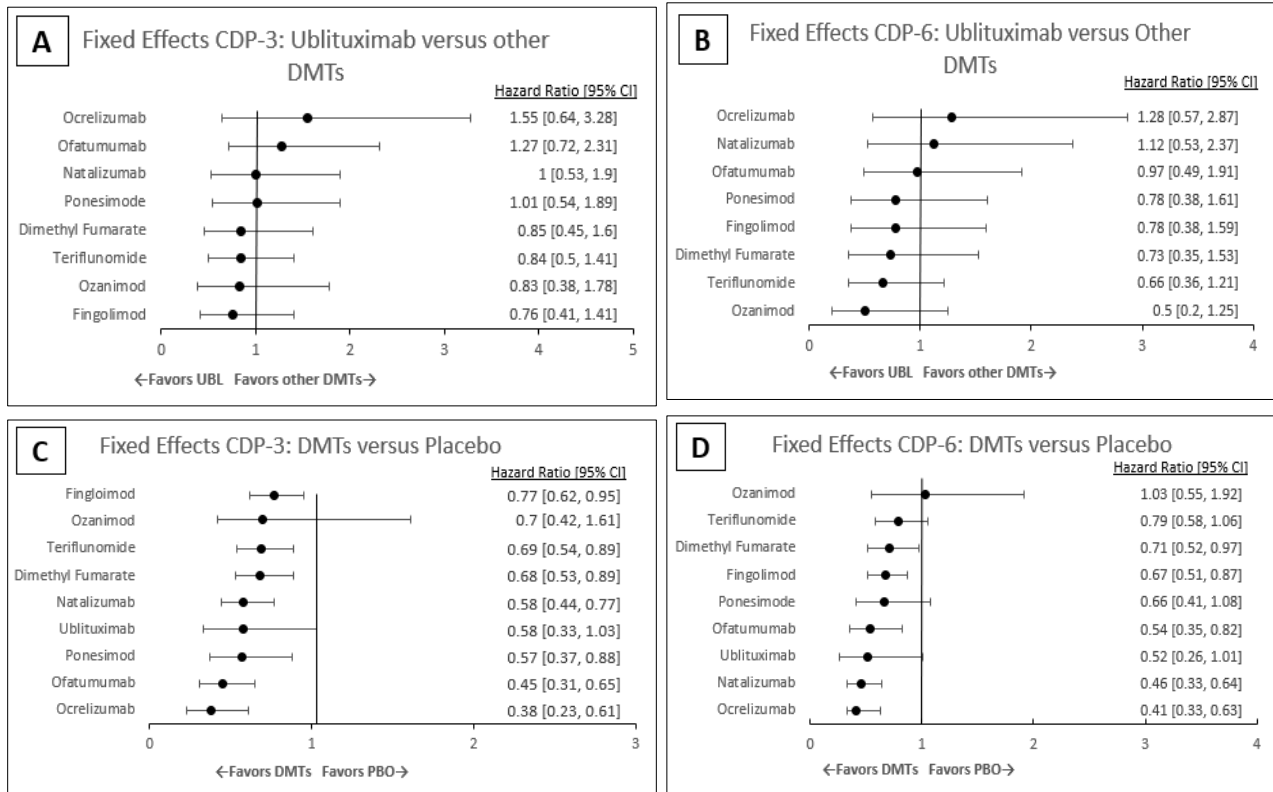 A
Fixed Effects CDP-3: Ublituximab versus other
DMTs
Hazard Ratio [95% CI]
Ocrelizumab 1.55 [0.64, 3.28]
Ofatumumab 1.27 [0.72, 2.31]
Natalizumab 1 [0.53, 1.9]
Ponesimode 1.01 [0.54, 1.89]
Dimethyl Fumarate 0.85 [0.45, 1.6]
Teriflunomide 0.84 [0.5, 1.41]
Ozanimod 0.83 [0.38, 1.78]
Fingolimod 0.76 [0.41, 1.41]
0 1 2 3 4 5
←Favors UBL Favors other DMTs→
B
Fixed Effects CDP-6: Ublituximab versus Other
DMTs
Hazard Ratio [95% CI]
Ocrelizumab 1.28 [0.57, 2.87]
Natalizumab 1.12 [0.53, 2.37]
Ofatumumab 0.97 [0.49, 1.91]
Ponesimod 0.78 [0.38, 1.61]
Fingolimod 0.78 [0.38, 1.59]
Dimethyl Fumarate 0.73 [0.35, 1.53]
Teriflunomide 0.66 [0.36, 1.21]
Ozanimod 0.5 [0.2, 1.25]
0 1 2 3 4
←Favors UBL Favors other DMTs→
C
Fixed Effects CDP-3: DMTs versus Placebo
Hazard Ratio [95% CI]
Fingloimod 0.77 [0.62, 0.95]
Ozanimod 0.7 [0.42, 1.61]
Teriflunomide 0.69 [0.54, 0.89]
Dimethyl Fumarate 0.68 [0.53, 0.89]
Natalizumab 0.58 [0.44, 0.77]
Ublituximab 0.58 [0.33, 1.03]
Ponesimod 0.57 [0.37, 0.88]
Ofatumumab 0.45 [0.31, 0.65]
Ocrelizumab 0.38 [0.23, 0.61]
0 1 2 3
←Favors DMTs Favors PBO→
D
Fixed Effects CDP-6: DMTs versus Placebo
Hazard Ratio [95% CI]
Ozanimod 1.03 [0.55, 1.92]
Teriflunomide 0.79 [0.58, 1.06]
Dimethyl Fumarate 0.71 [0.52, 0.97]
Fingolimod 0.67 [0.51, 0.87]
Ponesimode 0.66 [0.41, 1.08]
Ofatumumab 0.54 [0.35, 0.82]
Ublituximab 0.52 [0.26, 1.01]
Natalizumab 0.46 [0.33, 0.64]
Ocrelizumab 0.41 [0.33, 0.63]
0 1 2 3 4
←Favors DMTs Favors PBO→